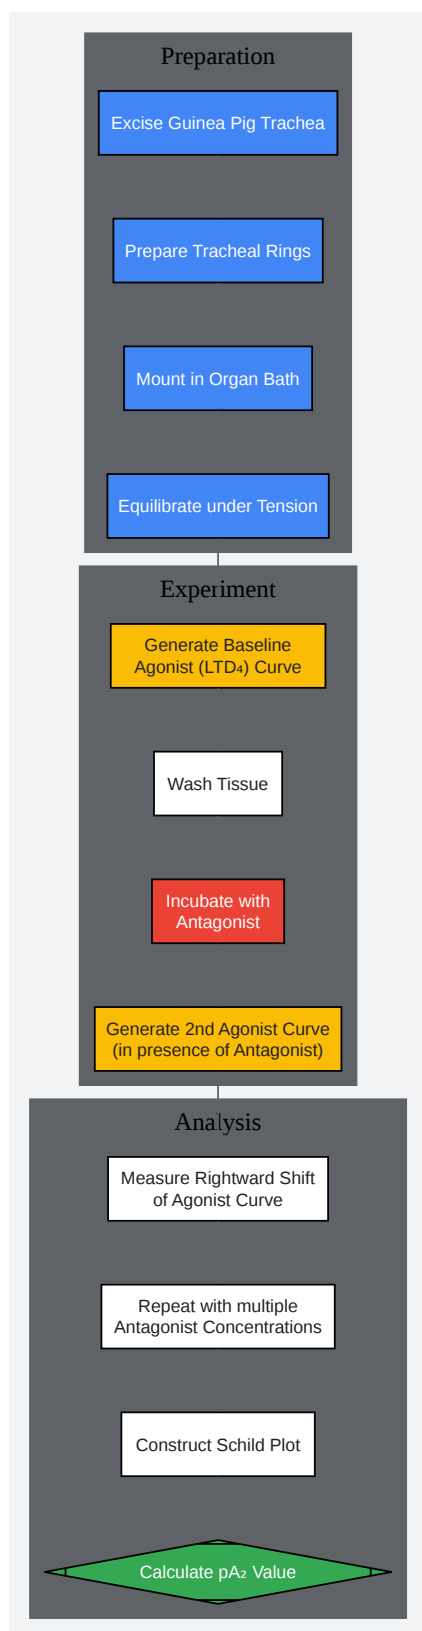 Preparation
Excise Guinea Pig Trachea
Prepare Tracheal Rings
Mount in Organ Bath
Equilibrate under Tension
Experiment
Generate Baseline
Agonist (LTD₄) Curve
Wash Tissue
Incubate with
Antagonist
Generate 2nd Agonist Curve
(in presence of Antagonist)
Analysis
Measure Rightward Shift
of Agonist Curve
Repeat with multiple
Antagonist Concentrations
Construct Schild Plot
Calculate pA₂ Value